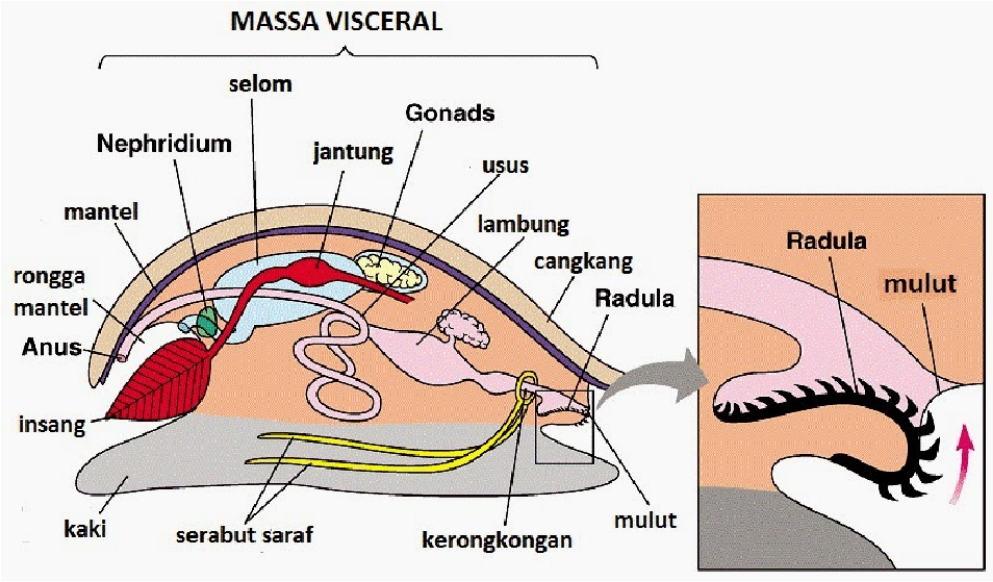 MASSA VISCERAL
selom
Gonads
Nephridium
jantung
usus
mantel
lambung
cangkang
rongga
mantel
Radula
Anus
insang
kaki
serabut saraf
kerongkongan
mulut
Radula
mulut